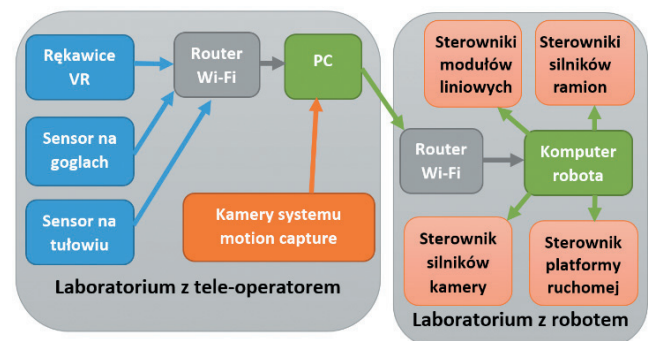 Rękawice
VR
Router
Wi-Fi
PC
Sensor na
goglach
Sensor na
tułowiu
Kamery systemu
motion capture
Laboratorium z tele-operatorem
Sterowniki
modułów
liniowych
Sterowniki
silników
ramion
Router
Wi-Fi
Komputer
robota
Sterownik
silników
kamery
Sterownik
platformy
ruchomej
Laboratorium z robotem